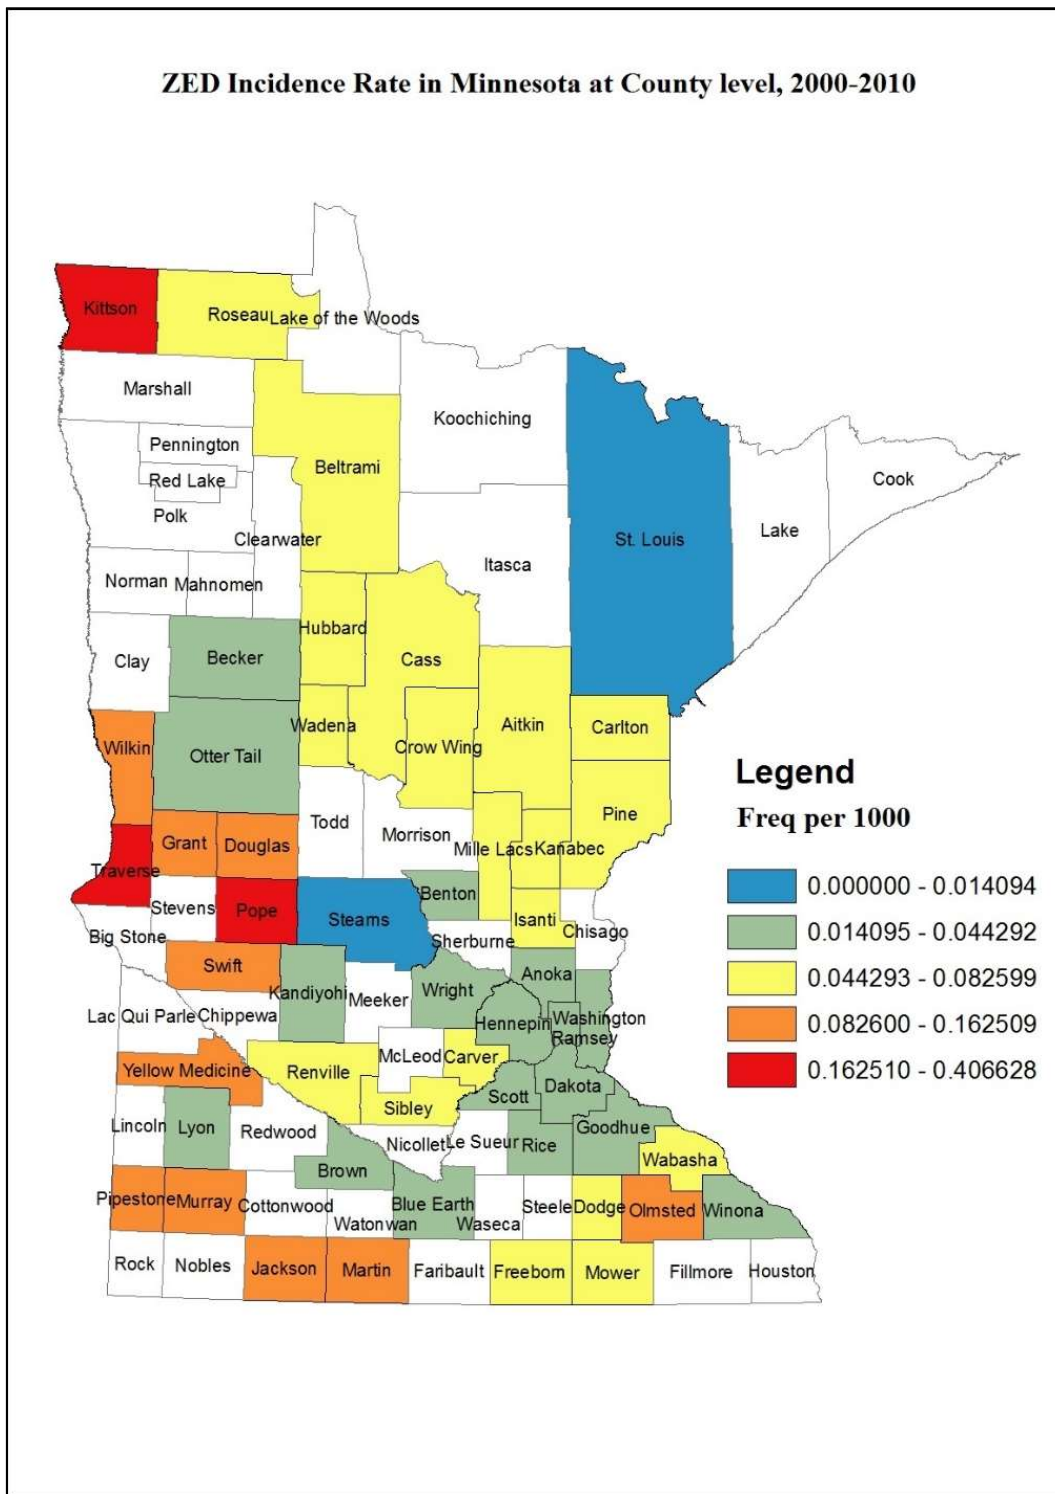 ZED Incidence Rate in Minnesota at County level, 2000-2010
Kittson
Roseau
Lake of the Woods
Marshall
Koochiching
Pennington
Beltrami
Red Lake
Cook
Polk
Clearwater
St. Louis
Lake
Itasca
Norman
Mahnomen
Hubbard
Becker
Clay
Cass
Wadena
Aitkin
Carlton
Wilkin
Crow Wing
Otter Tail
Legend
Freq per 1000
Pine
Todd
Morrison
Grant
Douglas
Mille Lacs
Kanabec
Traverse
0.000000 - 0.014094
Benton
Stevens
Pope
Stearns
Isanti
Chisago
0.014095 - 0.044292
Big Stone
Sherburne
Swift
Anoka
0.044293 - 0.082599
Kandiyohi
Meeker
Wright
Lac Qui Parle
Chippewa
Hennepin
Washington
Ramsey
0.082600 - 0.162509
McLeod
Carver
Yellow Medicine
Renville
0.162510 - 0.406628
Dakota
Scott
Sibley
Lincoln
Lyon
Redwood
Goodhue
Nicollet
Le Sueur
Rice
Wabasha
Brown
Pipestone
Murray
Cottonwood
Blue Earth
Steele
Dodge
Olmsted
Winona
Watonwan
Waseca
Rock
Nobles
Jackson
Martin
Faribault
Freeborn
Mower
Fillmore
Houston